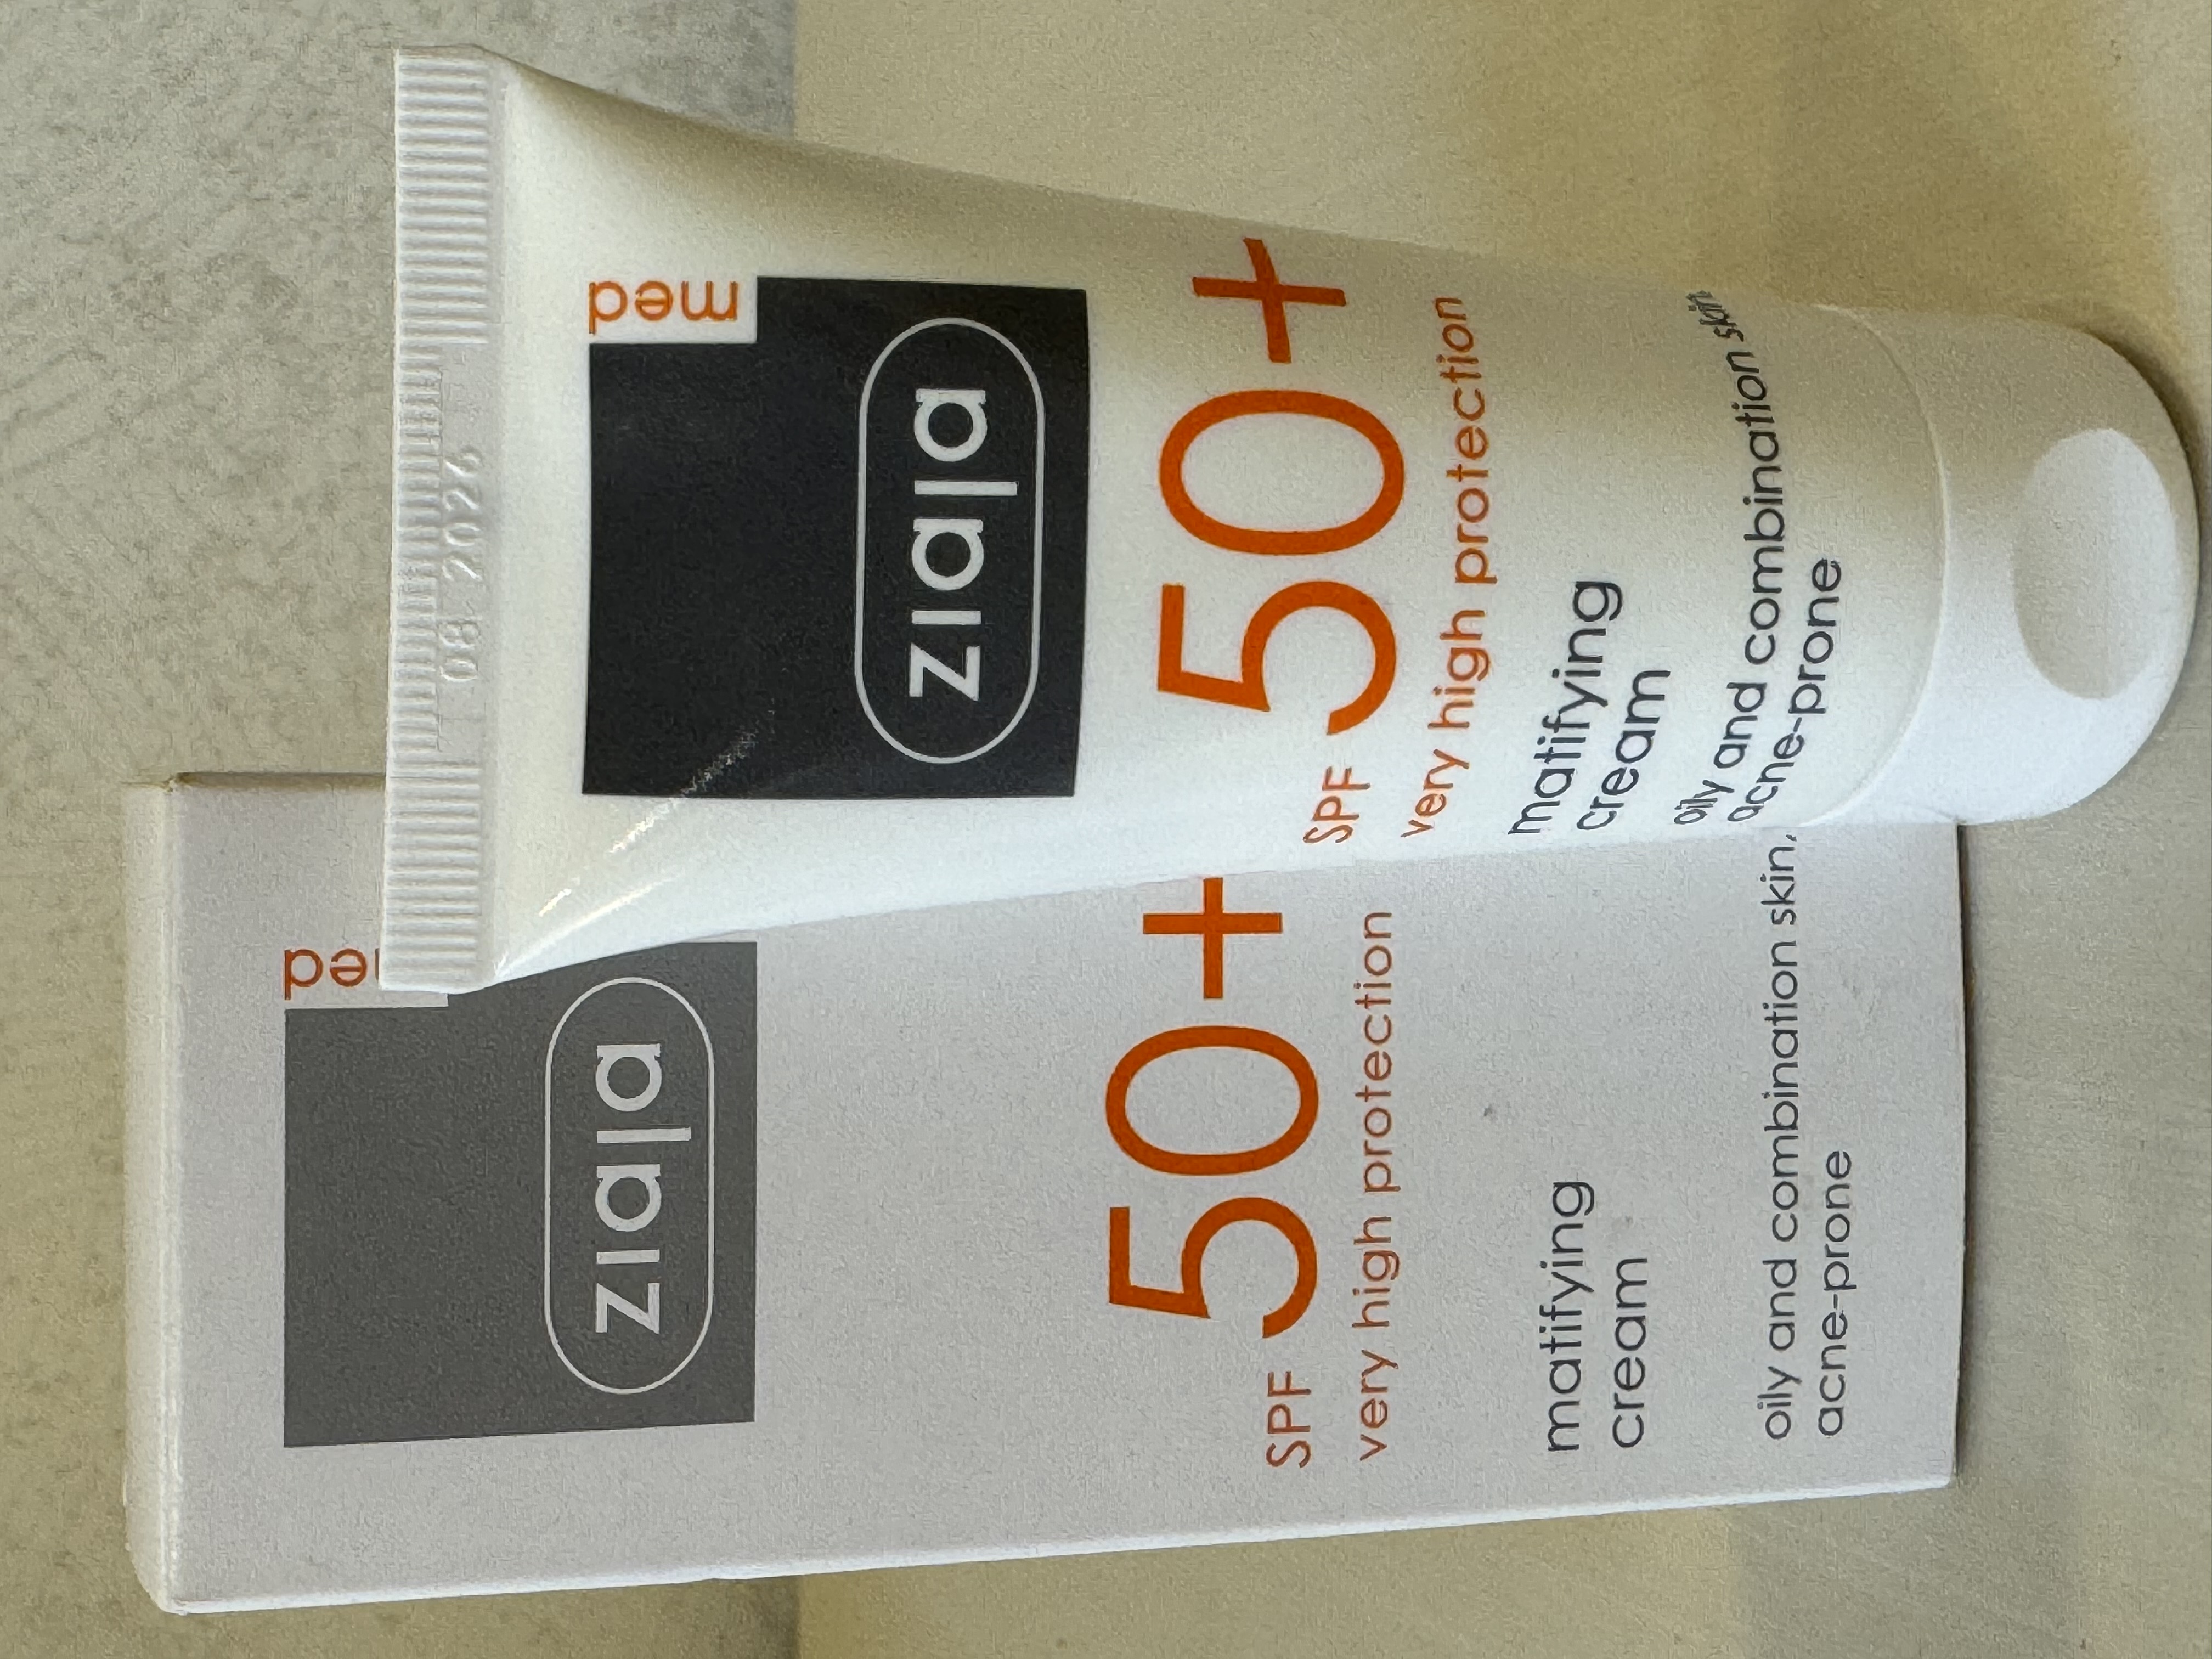 med
ziaja
SPF 50+
very high protection
matifying
cream
oily and combination skin,
acne-prone
08 2026
med
ziaja
SPF 50+
very high protection
matifying
cream
oily and combination skin
acne-prone